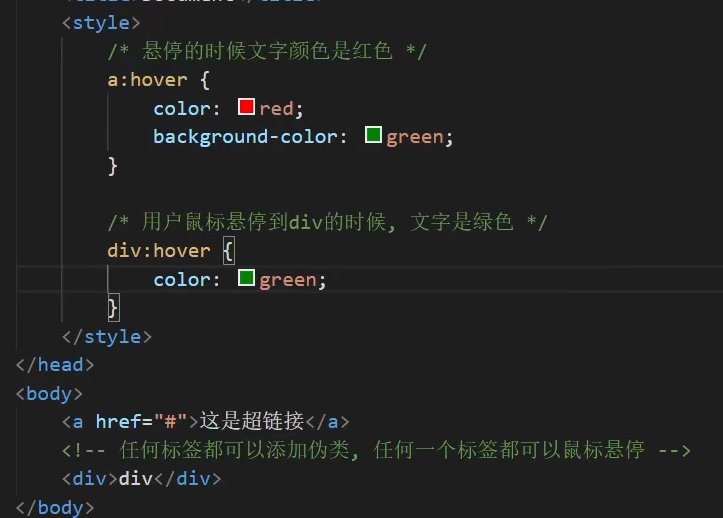 <title>Document</title>
<style>
/* 悬停的时候文字颜色是红色 */
a:hover {
color: red;
background-color: green;
}
/* 用户鼠标悬停到div的时候, 文字是绿色 */
div:hover {
color: green;
}
</style>
</head>
<body>
<a href="#">这是超链接</a>
<!-- 任何标签都可以添加伪类, 任何一个标签都可以鼠标悬停 -->
<div>div</div>
</body>